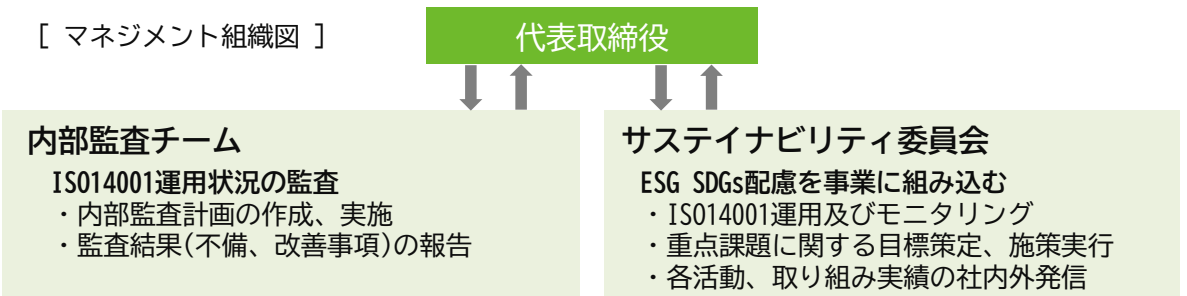 [ マネジメント組織図 ]
代表取締役
内部監査チーム
ISO14001運用状況の監査
・内部監査計画の作成、実施
・監査結果(不備、改善事項)の報告
サステイナビリティ委員会
ESG SDGs配慮を事業に組み込む
・ISO14001運用及びモニタリング
・重点課題に関する目標策定、施策実行
・各活動、取り組み実績の社内外発信